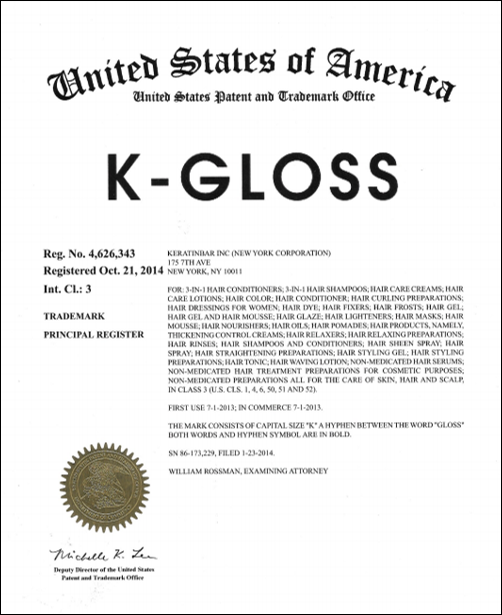 United States of America
United States Patent and Trademark Office
K-GLOSS
Reg. No. 4,626,343
Registered Oct. 21, 2014
Int. Cl.: 3
TRADEMARK
PRINCIPAL REGISTER
KERATINBAR INC (NEW YORK CORPORATION)
175 7TH AVE
NEW YORK, NY 10011
FOR: 3-IN-1 HAIR CONDITIONERS; 3-IN-1 HAIR SHAMPOOS; HAIR CARE CREAMS; HAIR
CARE LOTIONS; HAIR COLOR; HAIR CONDITIONER; HAIR CURLING PREPARATIONS;
HAIR DRESSINGS FOR WOMEN; HAIR DYE; HAIR FIXERS; HAIR FROSTS; HAIR GEL;
HAIR GEL AND HAIR MOUSSE; HAIR GLAZE; HAIR LIGHTENERS; HAIR MASKS; HAIR
MOUSSE; HAIR NOURISHERS; HAIR OILS; HAIR POMADES; HAIR PRODUCTS, NAMELY,
THICKENING CONTROL CREAMS; HAIR RELAXERS; HAIR RELAXING PREPARATIONS;
HAIR RINSES; HAIR SHAMPOOS AND CONDITIONERS; HAIR SHEEN SPRAY; HAIR
SPRAY; HAIR STRAIGHTENING PREPARATIONS; HAIR STYLING GEL; HAIR STYLING
PREPARATIONS; HAIR TONIC; HAIR WAVING LOTION; NON-MEDICATED HAIR SERUMS;
NON-MEDICATED HAIR TREATMENT PREPARATIONS FOR COSMETIC PURPOSES;
NON-MEDICATED PREPARATIONS ALL FOR THE CARE OF SKIN, HAIR AND SCALP,
IN CLASS 3 (U.S. CLS. 1, 4, 6, 50, 51 AND 52).
FIRST USE 7-1-2013; IN COMMERCE 7-1-2013.
THE MARK CONSISTS OF CAPITAL SIZE "K" A HYPHEN BETWEEN THE WORD "GLOSS"
BOTH WORDS AND HYPHEN SYMBOL ARE IN BOLD.
SN 86-173,229, FILED 1-23-2014.
WILLIAM ROSSMAN, EXAMINING ATTORNEY
Michelle K. Lee
Deputy Director of the United States
Patent and Trademark Office